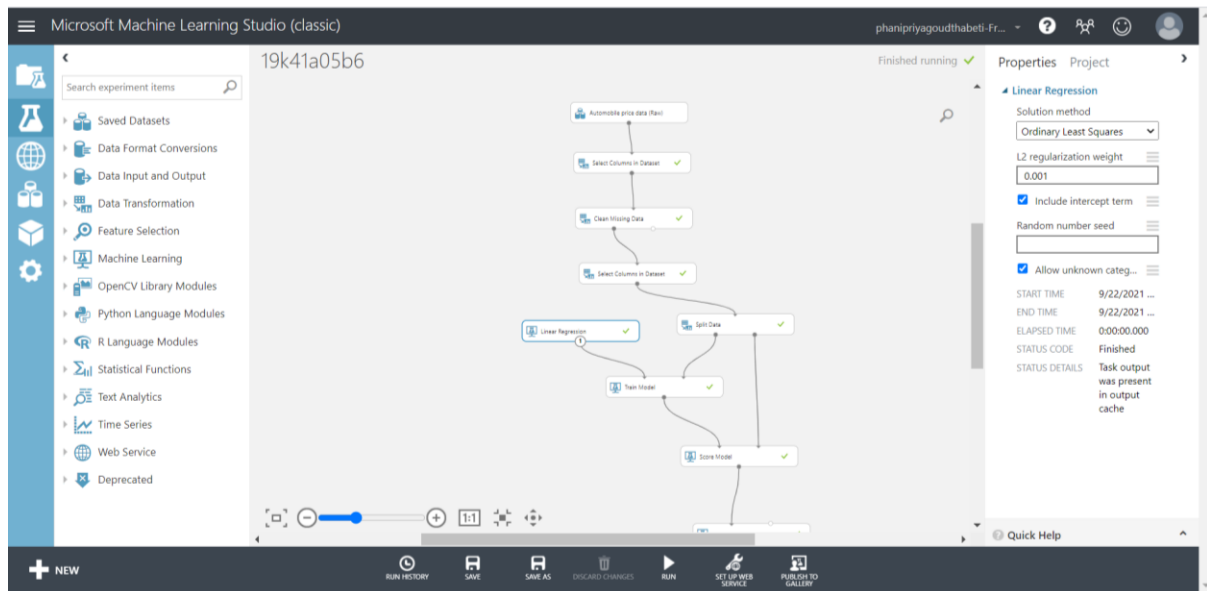 Microsoft Machine Learning Studio (classic)
phanipriyagoudthabeti-Fr...
?
Search experiment items
Saved Datasets
Data Format Conversions
Data Input and Output
Data Transformation
Feature Selection
Machine Learning
OpenCV Library Modules
Python Language Modules
R Language Modules
Statistical Functions
Text Analytics
Time Series
Web Service
Deprecated
19k41a05b6
Finished running
Automobile price data (Raw)
Select Columns in Dataset
Clean Missing Data
Select Columns in Dataset
Linear Regression
1
Split Data
Train Model
Score Model
1:1
Properties Project
Linear Regression
Solution method
Ordinary Least Squares
L2 regularization weight
0.001
Include intercept term
Random number seed
Allow unknown categ...
START TIME 9/22/2021 ...
END TIME 9/22/2021 ...
ELAPSED TIME 0:00:00.000
STATUS CODE Finished
STATUS DETAILS Task output
was present
in output
cache
Quick Help
NEW
RUN HISTORY
SAVE
SAVE AS
DISCARD CHANGES
RUN
SET UP WEB
SERVICE
PUBLISH TO
GALLERY